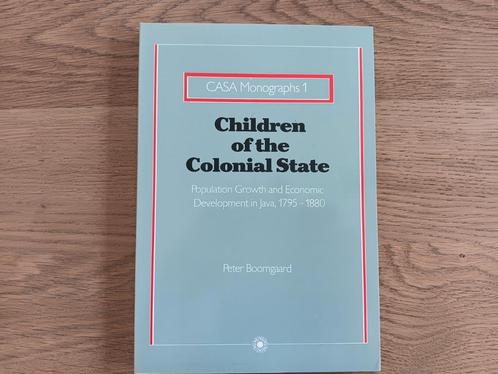 CASA Monographs 1
Children
of the
Colonial State
Population Growth and Economic
Development in Java, 1795 - 1880
Peter Boomgaard